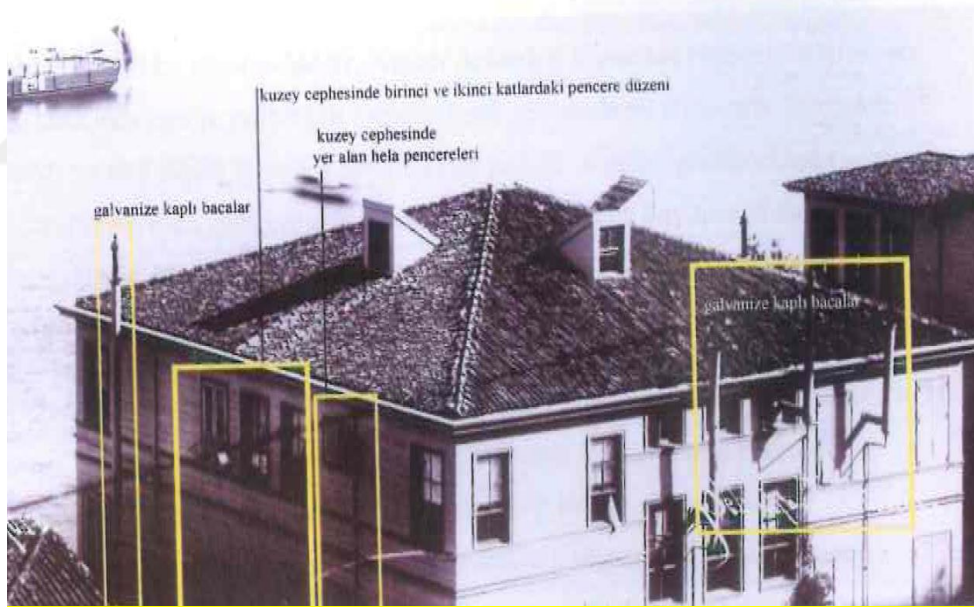 kuzey cephesinde birinci ve ikinci katlardaki pencere düzeni
kuzey cephesinde
yer alan hela pencereleri
galvanize kaplı bacalar
galvanize kaplı bacalar